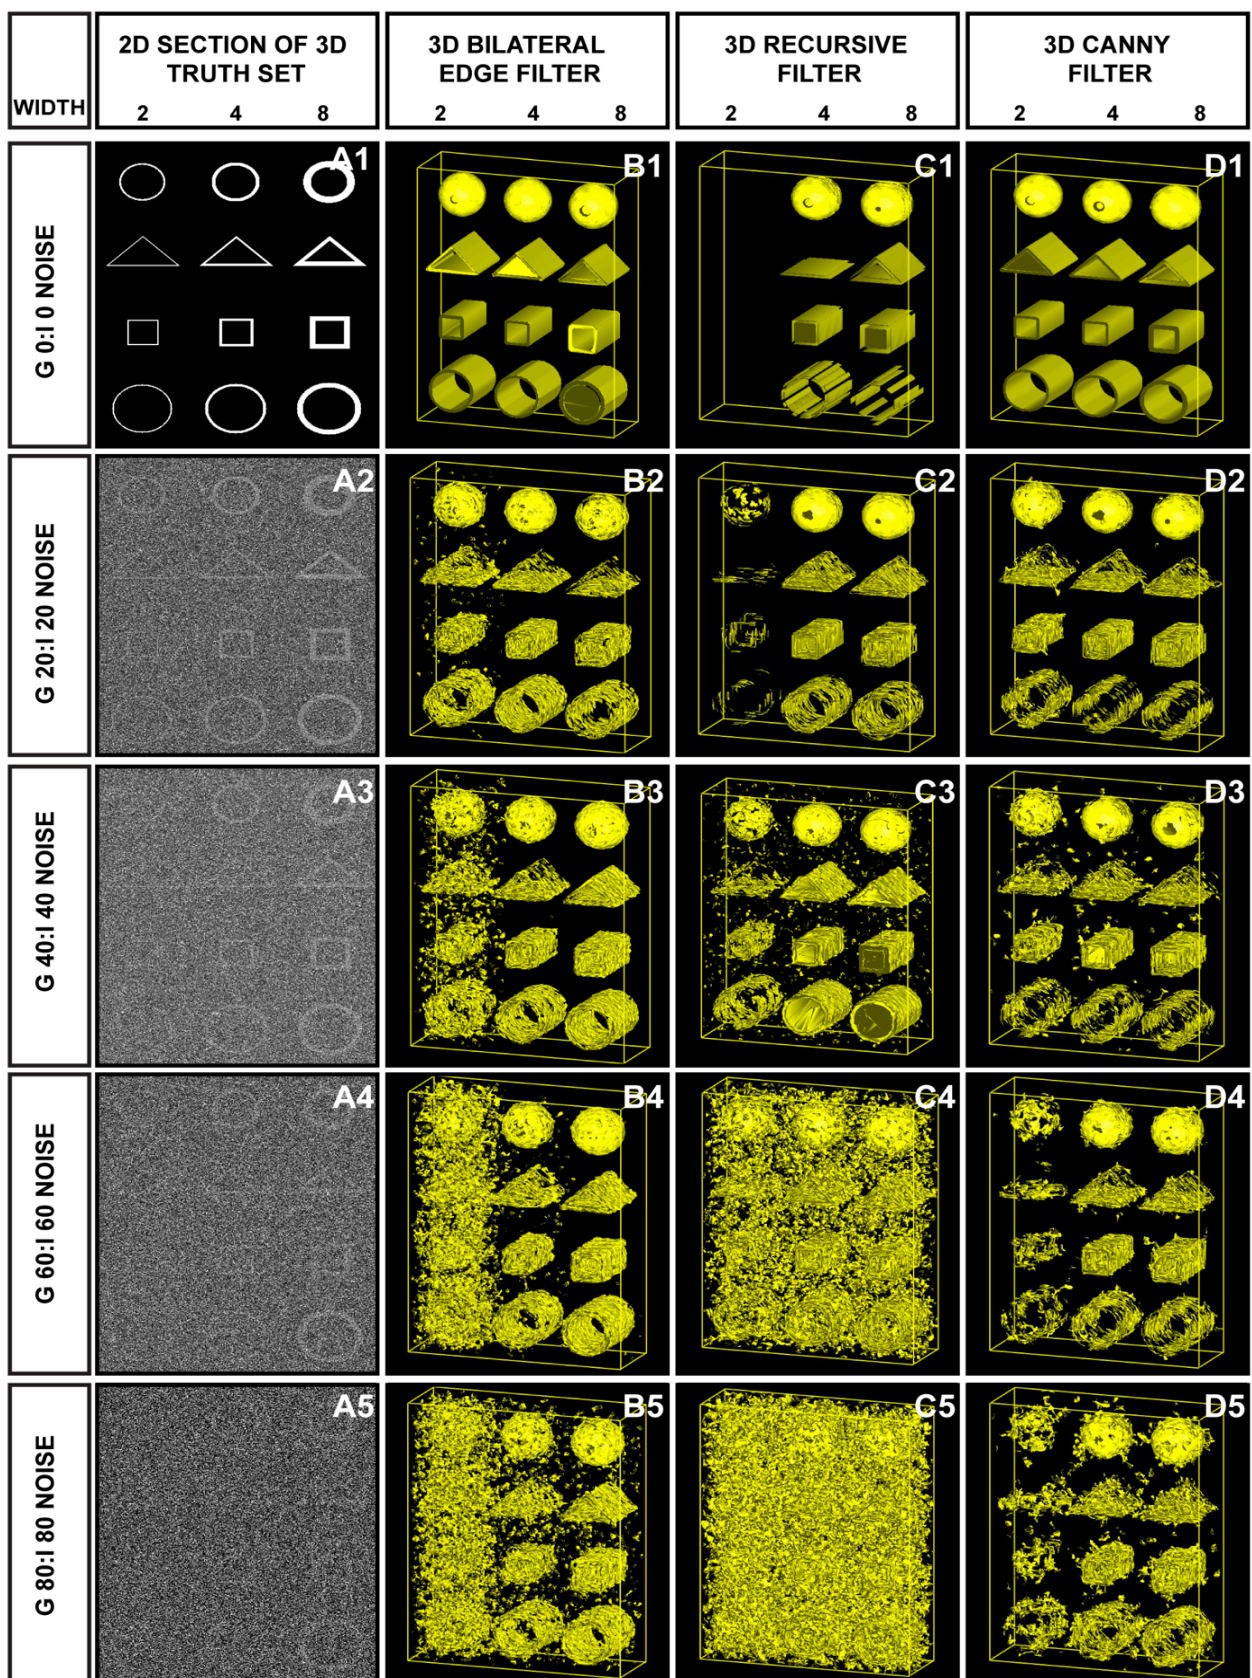 WIDTH
2D SECTION OF 3D
TRUTH SET
2 4 8
3D BILATERAL
EDGE FILTER
2 4 8
3D RECURSIVE
FILTER
2 4 8
3D CANNY
FILTER
2 4 8
G 0:I 0 NOISE
A1
B1
C1
D1
G 20:I 20 NOISE
A2
B2
C2
D2
G 40:I 40 NOISE
A3
B3
C3
D3
G 60:I 60 NOISE
A4
B4
C4
D4
G 80:I 80 NOISE
A5
B5
C5
D5